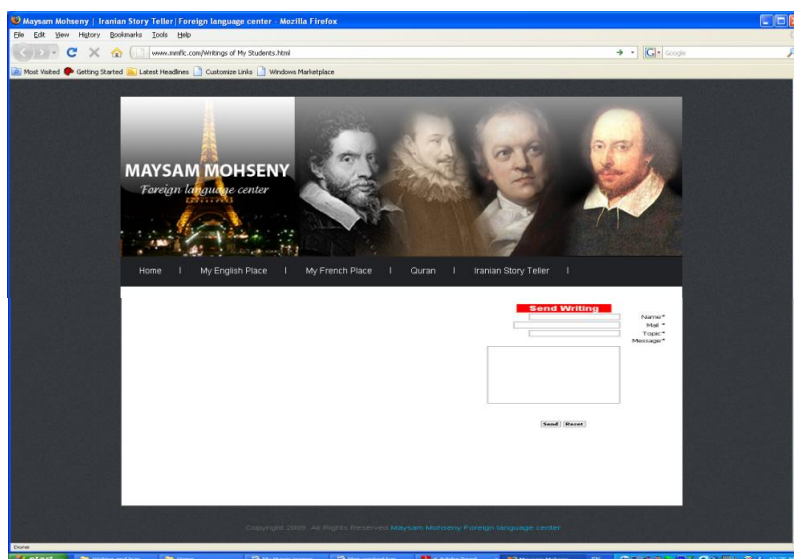 Maysam Mohseny | Iranian Story Teller|Foreign language center - Mozilla Firefox
File Edit View History Bookmarks Tools Help
www.mmflc.com/Writings of My Students.html
Google
Most Visited Getting Started Latest Headlines Customize Links Windows Marketplace
MAYSAM MOHSENY
Foreign language center
Home | My English Place | My French Place | Quran | Iranian Story Teller |
Send Writing
Name*
Mail *
Topic*
Message*
Send Reset
Copyright 2009. All Rights Reserved Maysam Mohseny Foreign language center
Done
start